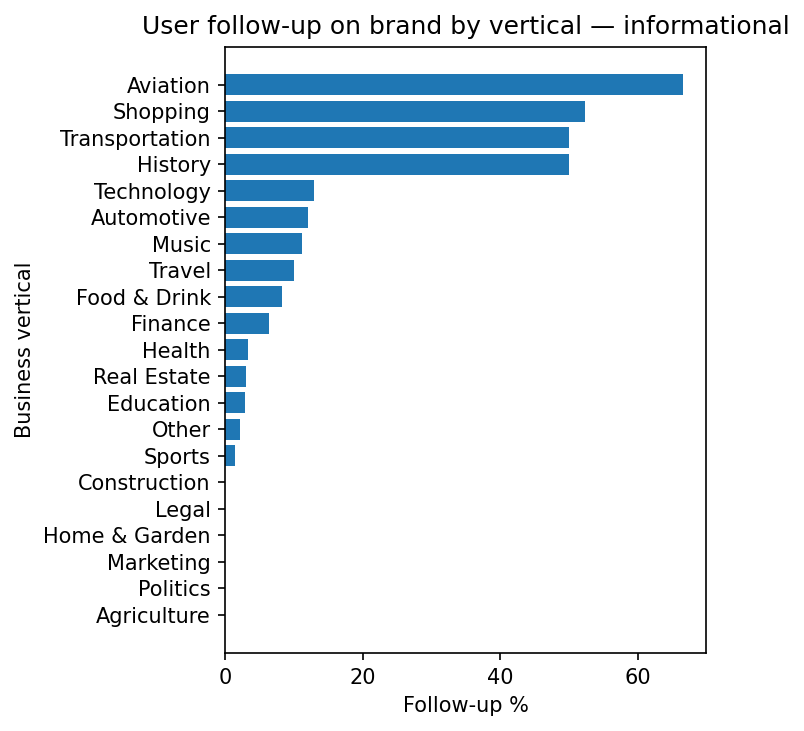 User follow-up on brand by vertical — informational
Business vertical
Aviation
Shopping
Transportation
History
Technology
Automotive
Music
Travel
Food & Drink
Finance
Health
Real Estate
Education
Other
Sports
Construction
Legal
Home & Garden
Marketing
Politics
Agriculture
0 20 40 60
Follow-up %